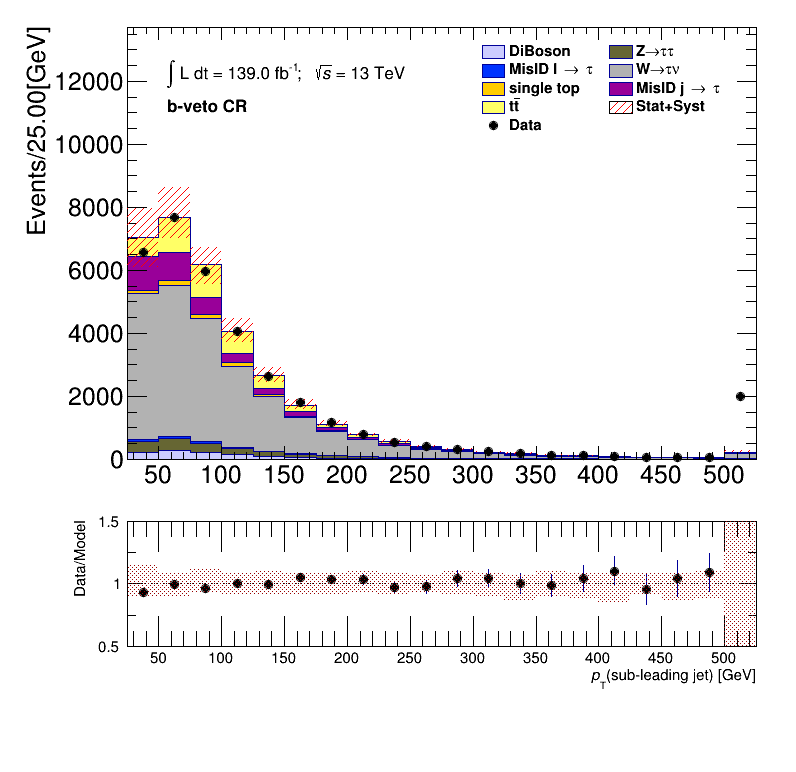 Events/25.00[GeV]
12000
10000
8000
6000
4000
2000
0
∫ L dt = 139.0 fb⁻¹; √s = 13 TeV
b-veto CR
DiBoson
MisID l → τ
single top
tt̄
Data
Z→ττ
W→τν
MisID j → τ
Stat+Syst
50 100 150 200 250 300 350 400 450 500
Data/Model
1.5
1
0.5
50 100 150 200 250 300 350 400 450 500
p_T(sub-leading jet) [GeV]